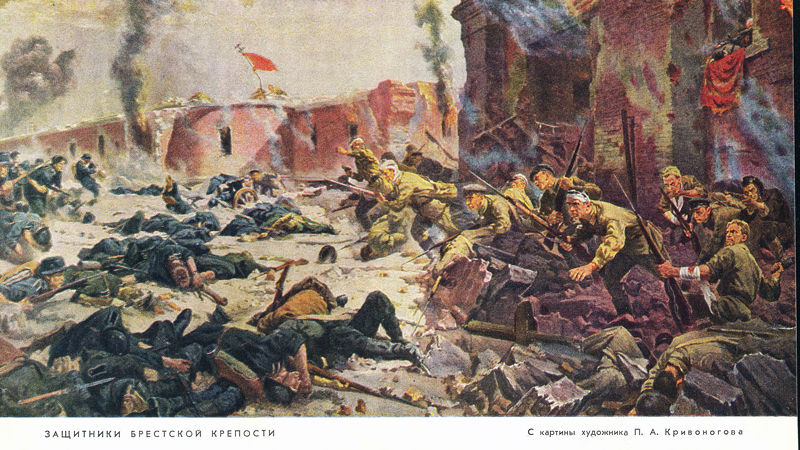 ЗАЩИТНИКИ БРЕСТСКОЙ КРЕПОСТИ
С картины художника П. А. Кривоногова